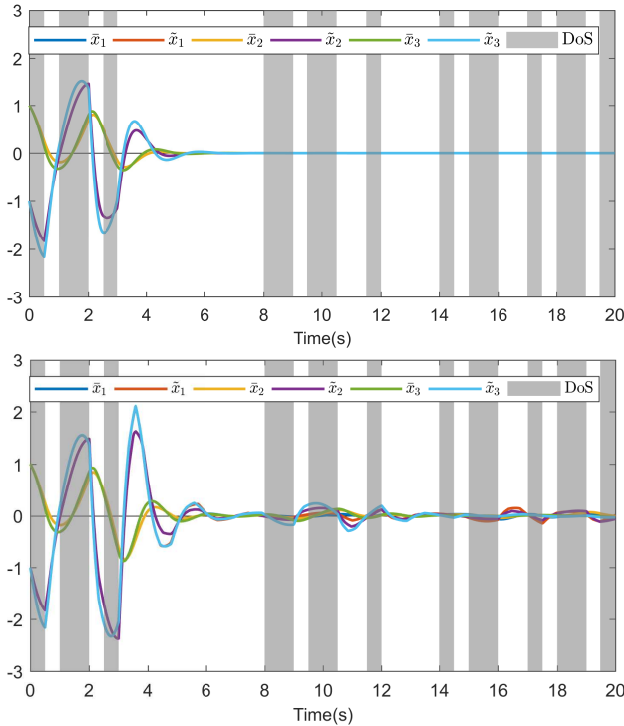 3
x̄₁ x̃₁ x̄₂ x̃₂ x̄₃ x̃₃ DoS
2
1
0
-1
-2
-3
0 2 4 6 8 10 12 14 16 18 20
Time(s)
3
x̄₁ x̃₁ x̄₂ x̃₂ x̄₃ x̃₃ DoS
2
1
0
-1
-2
-3
0 2 4 6 8 10 12 14 16 18 20
Time(s)